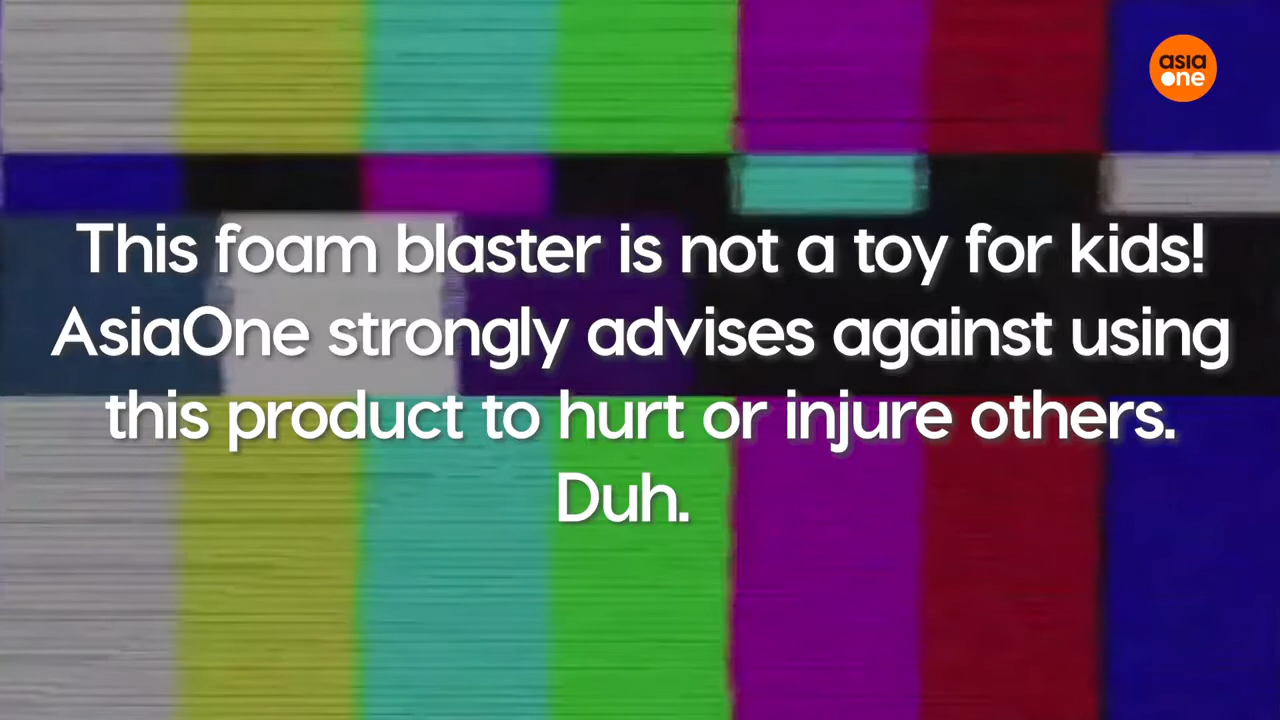 asia
one
This foam blaster is not a toy for kids!
AsiaOne strongly advises against using
this product to hurt or injure others.
Duh.